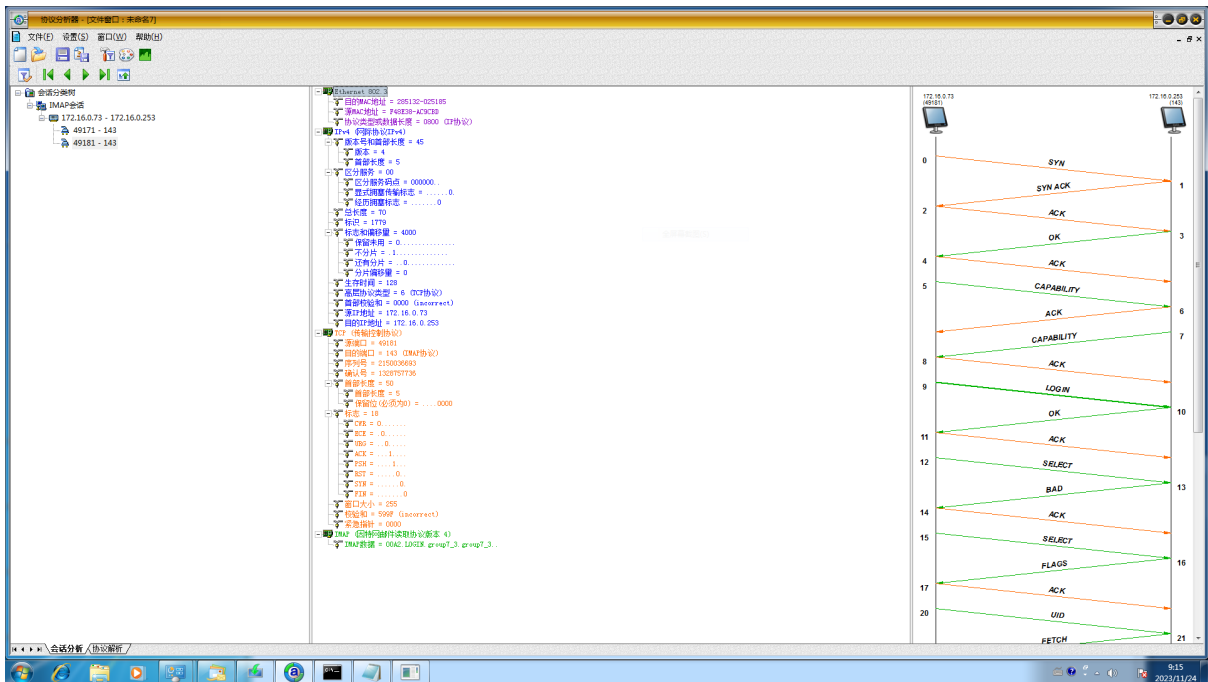 协议分析器 - [文件窗口：未命名7]
文件(F) 设置(S) 窗口(W) 帮助(H)
会话分类树
IMAP会话
172.16.0.73 - 172.16.0.253
49171 - 143
49181 - 143
Ethernet 802.3
目的MAC地址 = 285132-025185
源MAC地址 = F48E38-AC9CED
协议类型或数据长度 = 0800 (IP协议)
IPv4 (网际协议IPv4)
版本号和首部长度 = 45
版本 = 4
首部长度 = 5
区分服务 = 00
区分服务码点 = 000000..
显式拥塞传输标志 = ......0.
经历拥塞标志 = .......0
总长度 = 70
标识 = 1779
标志和偏移量 = 4000
保留未用 = 0..............
不分片 = .1.............
还有分片 = ..0............
分片偏移量 = 0
生存时间 = 128
高层协议类型 = 6 (TCP协议)
首部校验和 = 0000 (incorrect)
源IP地址 = 172.16.0.73
目的IP地址 = 172.16.0.253
TCP (传输控制协议)
源端口 = 49181
目的端口 = 143 (IMAP协议)
序列号 = 2150036693
确认号 = 1328757736
首部长度 = 50
首部长度 = 5
保留位(必须为0) = ....0000
标志 = 18
CWR = 0.......
ECE = .0......
URG = ..0.....
ACK = ...1....
PSH = ....1...
RST = .....0..
SYN = ......0.
FIN = .......0
窗口大小 = 255
校验和 = 599F (incorrect)
紧急指针 = 0000
IMAP (因特网邮件读取协议版本 4)
IMAP数据 = 00A2.LOGIN.group7_3.group7_3..
172.16.0.73
(49181)
172.16.0.253
(143)
0
SYN
SYN ACK
1
2
ACK
OK
3
4
ACK
5
CAPABILITY
ACK
6
CAPABILITY
7
8
ACK
9
LOGIN
OK
10
11
ACK
12
SELECT
BAD
13
14
ACK
15
SELECT
FLAGS
16
17
ACK
20
UID
FETCH
21
会话分析 协议解析
9:15
2023/11/24